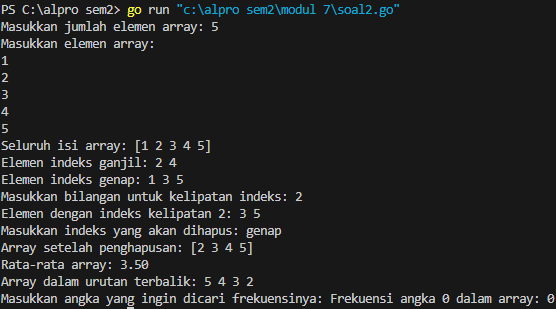 PS C:\alpro sem2> go run "c:\alpro sem2\modul 7\soal2.go"
Masukkan jumlah elemen array: 5
Masukkan elemen array:
1
2
3
4
5
Seluruh isi array: [1 2 3 4 5]
Elemen indeks ganjil: 2 4
Elemen indeks genap: 1 3 5
Masukkan bilangan untuk kelipatan indeks: 2
Elemen dengan indeks kelipatan 2: 3 5
Masukkan indeks yang akan dihapus: genap
Array setelah penghapusan: [2 3 4 5]
Rata-rata array: 3.50
Array dalam urutan terbalik: 5 4 3 2
Masukkan angka yang ingin dicari frekuensinya: Frekuensi angka 0 dalam array: 0